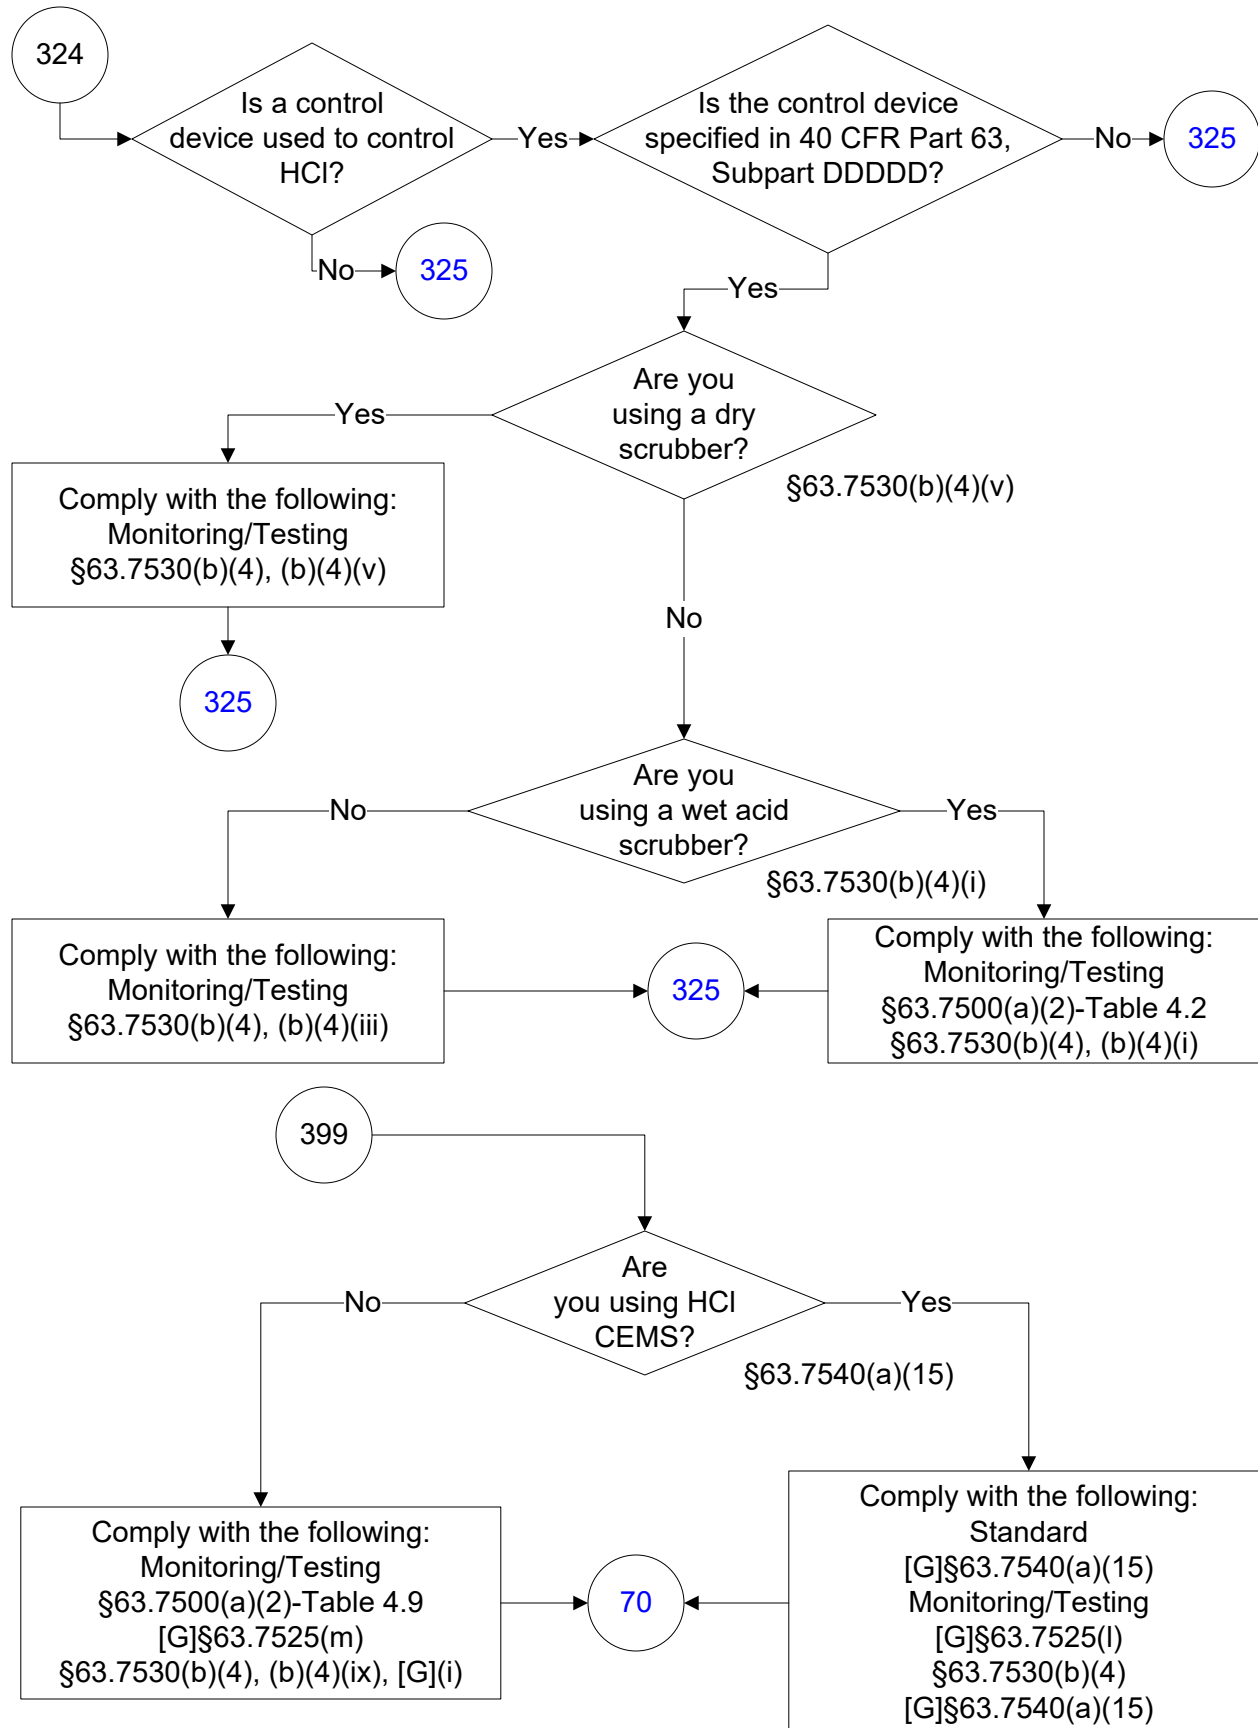 324
Is a control
device used to control
HCl?
Yes
Is the control device
specified in 40 CFR Part 63,
Subpart DDDDD?
No
325
No
325
Yes
Are you
using a dry
scrubber?
§63.7530(b)(4)(v)
Yes
Comply with the following:
Monitoring/Testing
§63.7530(b)(4), (b)(4)(v)
325
No
Are you
using a wet acid
scrubber?
§63.7530(b)(4)(i)
No
Yes
Comply with the following:
Monitoring/Testing
§63.7530(b)(4), (b)(4)(iii)
325
Comply with the following:
Monitoring/Testing
§63.7500(a)(2)-Table 4.2
§63.7530(b)(4), (b)(4)(i)
399
Are
you using HCl
CEMS?
§63.7540(a)(15)
No
Yes
Comply with the following:
Monitoring/Testing
§63.7500(a)(2)-Table 4.9
[G]§63.7525(m)
§63.7530(b)(4), (b)(4)(ix), [G](i)
70
Comply with the following:
Standard
[G]§63.7540(a)(15)
Monitoring/Testing
[G]§63.7525(l)
§63.7530(b)(4)
[G]§63.7540(a)(15)